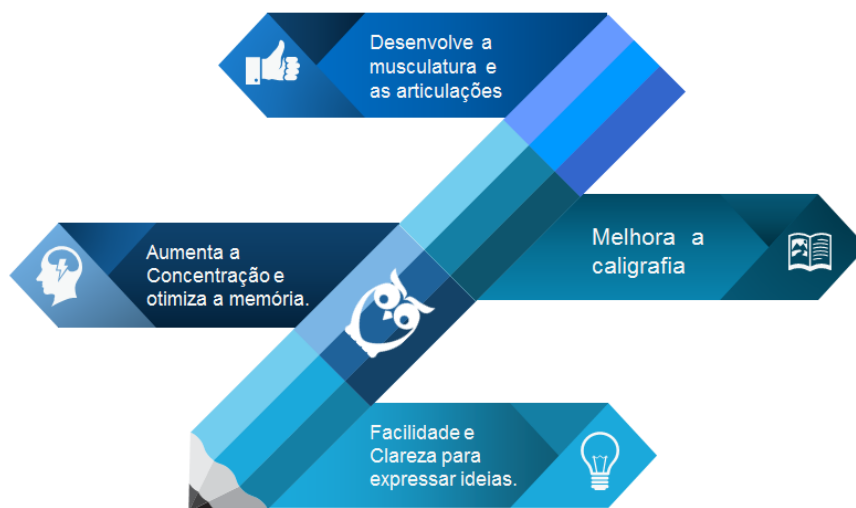 Desenvolve a
musculatura e
as articulações
Aumenta a
Concentração e
otimiza a memória.
Melhora a
caligrafia
Facilidade e
Clareza para
expressar ideias.